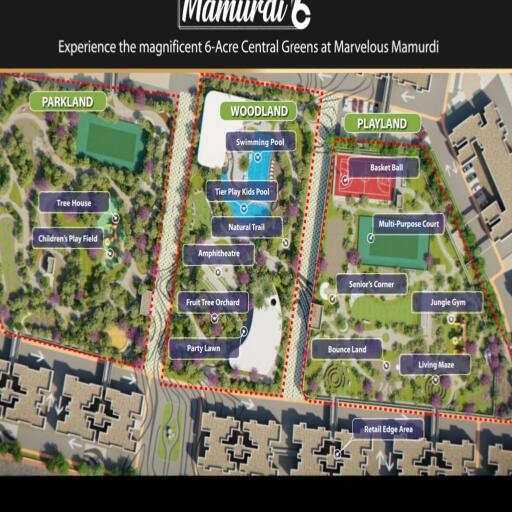 Mamurdi 6
Experience the magnificent 6-Acre Central Greens at Marvelous Mamurdi
PARKLAND
WOODLAND
PLAYLAND
Swimming Pool
Basket Ball
Tier Play Kids Pool
Tree House
Natural Trail
Multi-Purpose Court
Children's Play Field
Amphitheatre
Senior's Corner
Fruit Tree Orchard
Jungle Gym
Party Lawn
Bounce Land
Living Maze
Retail Edge Area